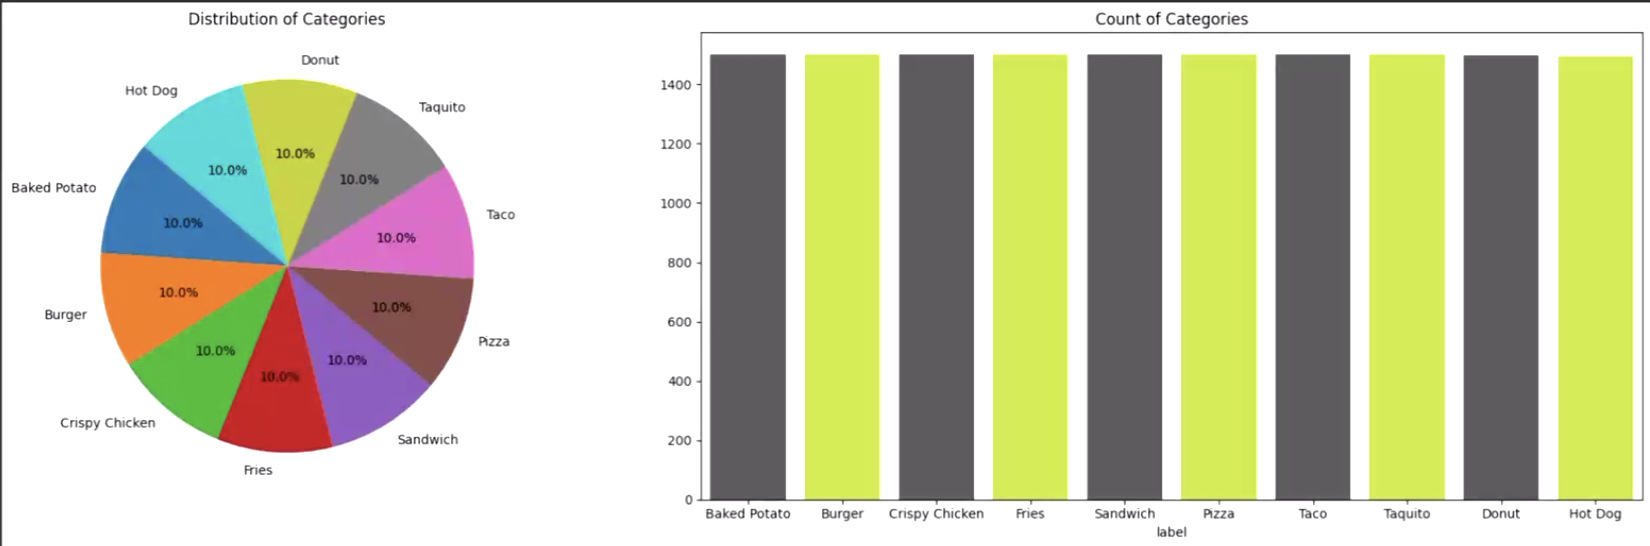 Distribution of Categories
Donut
Hot Dog
Taquito
10.0%
10.0%
10.0%
Baked Potato
Taco
10.0%
10.0%
10.0%
10.0%
Burger
Pizza
10.0%
10.0%
10.0%
Crispy Chicken
Sandwich
Fries
Count of Categories
1400
1200
1000
800
600
400
200
0
Baked Potato Burger Crispy Chicken Fries Sandwich Pizza Taco Taquito Donut Hot Dog
label